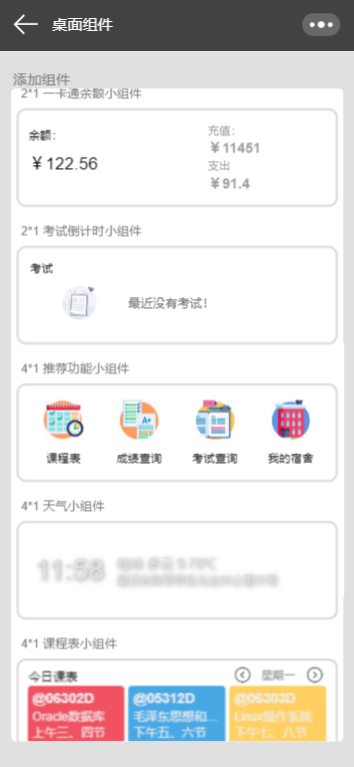 桌面组件
添加组件
2*1 一卡通余额小组件
余额：
￥122.56
充值：
￥11451
支出
￥91.4
2*1 考试倒计时小组件
考试
最近没有考试！
4*1 推荐功能小组件
课程表 成绩查询 考试查询 我的宿舍
4*1 天气小组件
11:58
4*1 课程表小组件
今日课表 星期一
@06302D @05312D @06303D
Oracle数据库 毛泽东思想和... Linux操作系统
上午三、四节 下午五、六节 下午七、八节